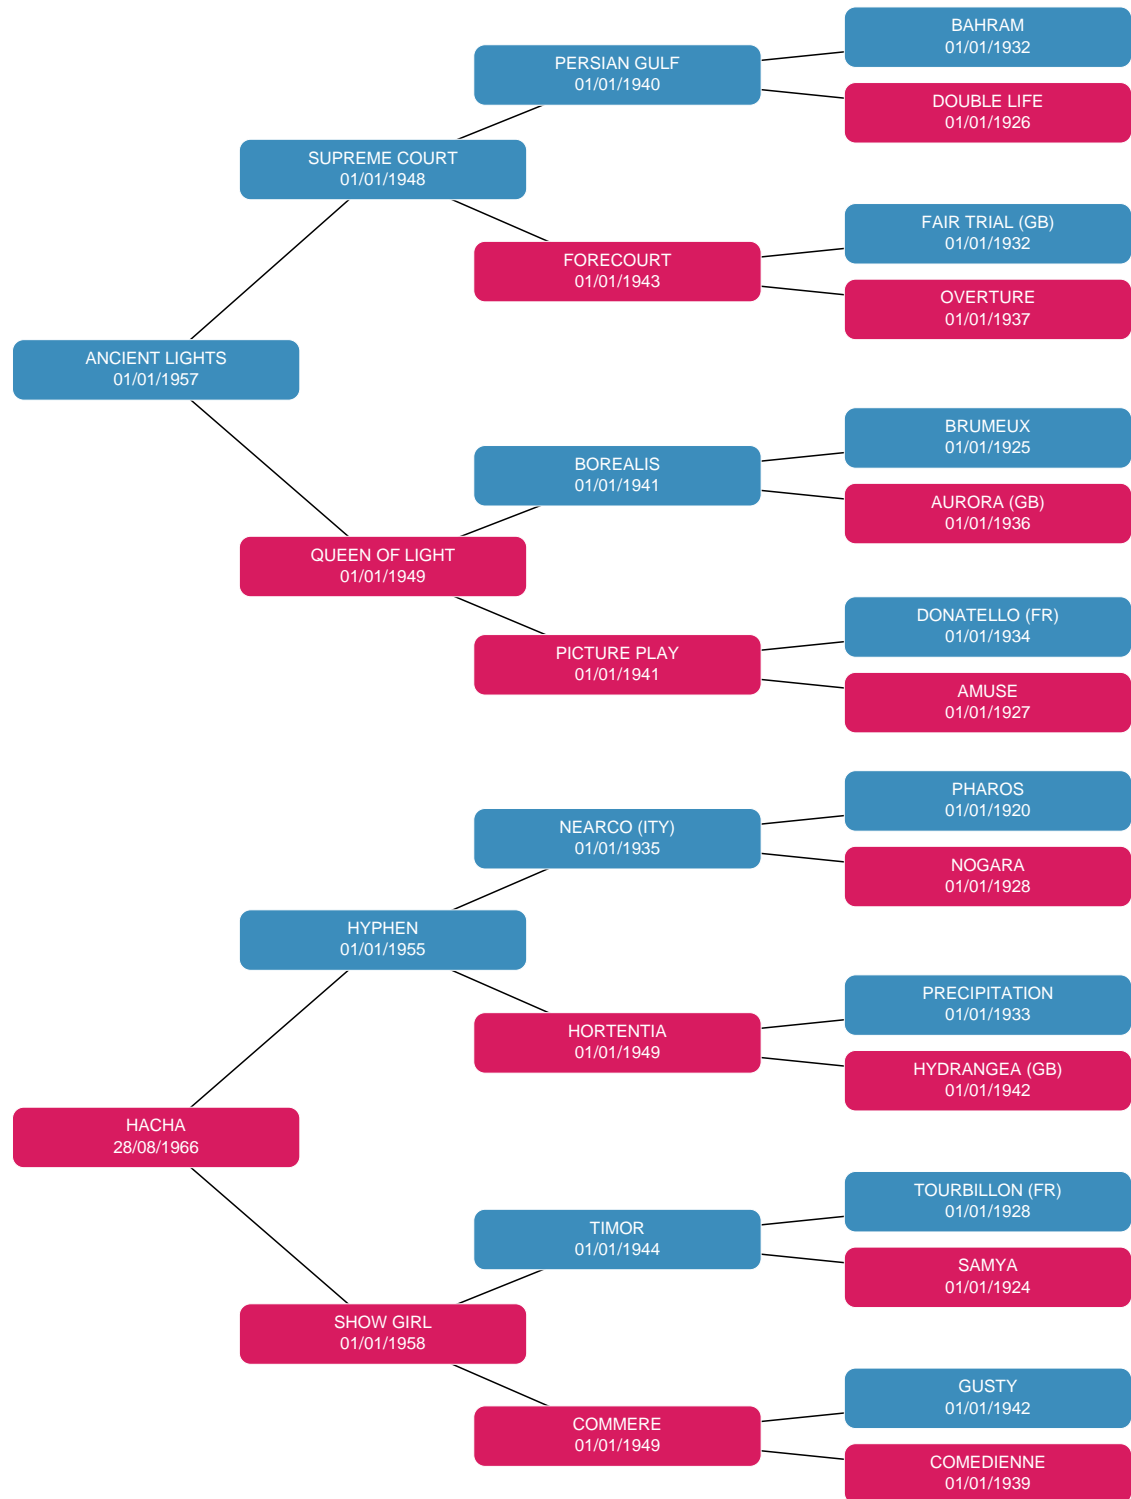 BAHRAM
01/01/1932
PERSIAN GULF
01/01/1940
DOUBLE LIFE
01/01/1926
SUPREME COURT
01/01/1948
FAIR TRIAL (GB)
01/01/1932
FORECOURT
01/01/1943
OVERTURE
01/01/1937
ANCIENT LIGHTS
01/01/1957
BRUMEUX
01/01/1925
BOREALIS
01/01/1941
AURORA (GB)
01/01/1936
QUEEN OF LIGHT
01/01/1949
DONATELLO (FR)
01/01/1934
PICTURE PLAY
01/01/1941
AMUSE
01/01/1927
PHAROS
01/01/1920
NEARCO (ITY)
01/01/1935
NOGARA
01/01/1928
HYPHEN
01/01/1955
PRECIPITATION
01/01/1933
HORTENTIA
01/01/1949
HYDRANGEA (GB)
01/01/1942
HACHA
28/08/1966
TOURBILLON (FR)
01/01/1928
TIMOR
01/01/1944
SAMYA
01/01/1924
SHOW GIRL
01/01/1958
GUSTY
01/01/1942
COMMERE
01/01/1949
COMEDIENNE
01/01/1939